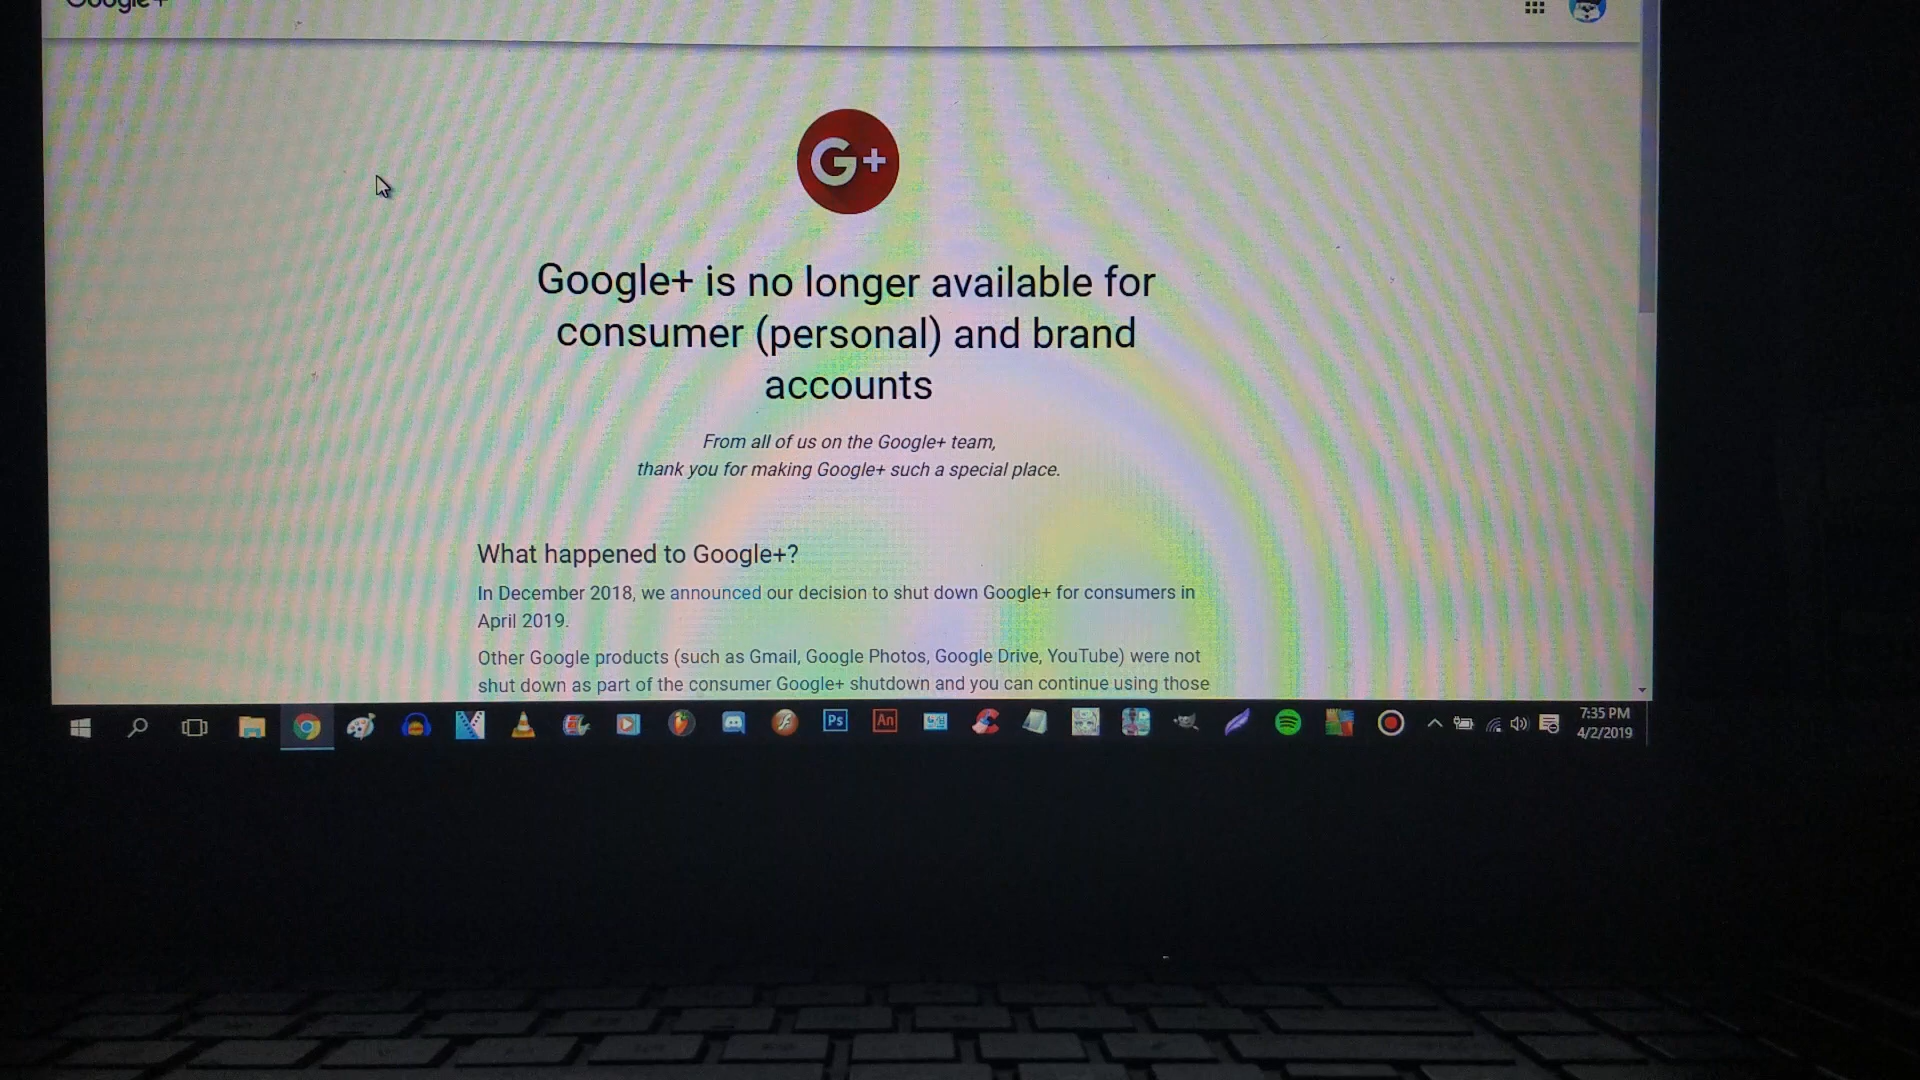 Google+
G+
Google+ is no longer available for
consumer (personal) and brand
accounts
From all of us on the Google+ team,
thank you for making Google+ such a special place.
What happened to Google+?
In December 2018, we announced our decision to shut down Google+ for consumers in
April 2019.
Other Google products (such as Gmail, Google Photos, Google Drive, YouTube) were not
shut down as part of the consumer Google+ shutdown and you can continue using those
Ps
An
7:35 PM
4/2/2019